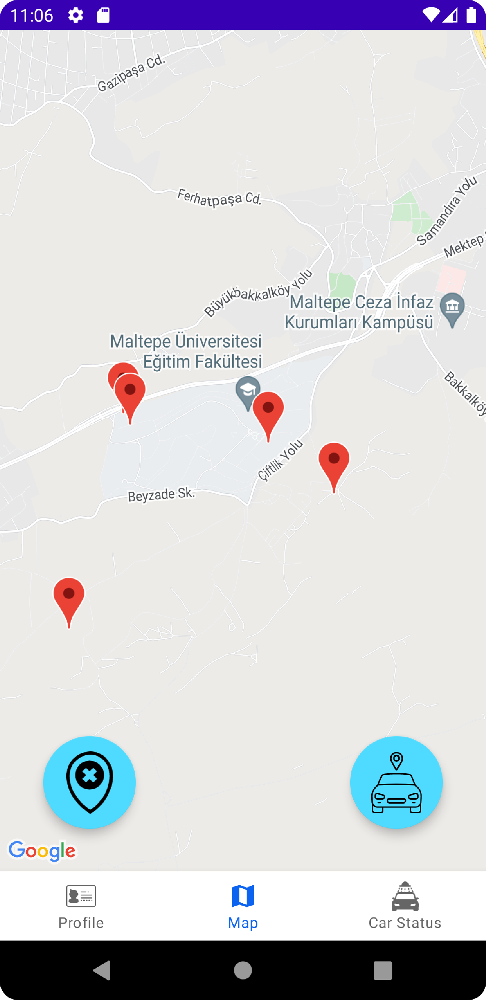 11:06
Gazipaşa Cd.
Ferhatpaşa Cd.
Samandıra Yolu
Mektep
Büyükbakkalköy Yolu
Maltepe Ceza İnfaz
Kurumları Kampüsü
Maltepe Üniversitesi
Eğitim Fakültesi
Bakkalköy
Çiftlik Yolu
Beyzade Sk.
Google
Profile
Map
Car Status